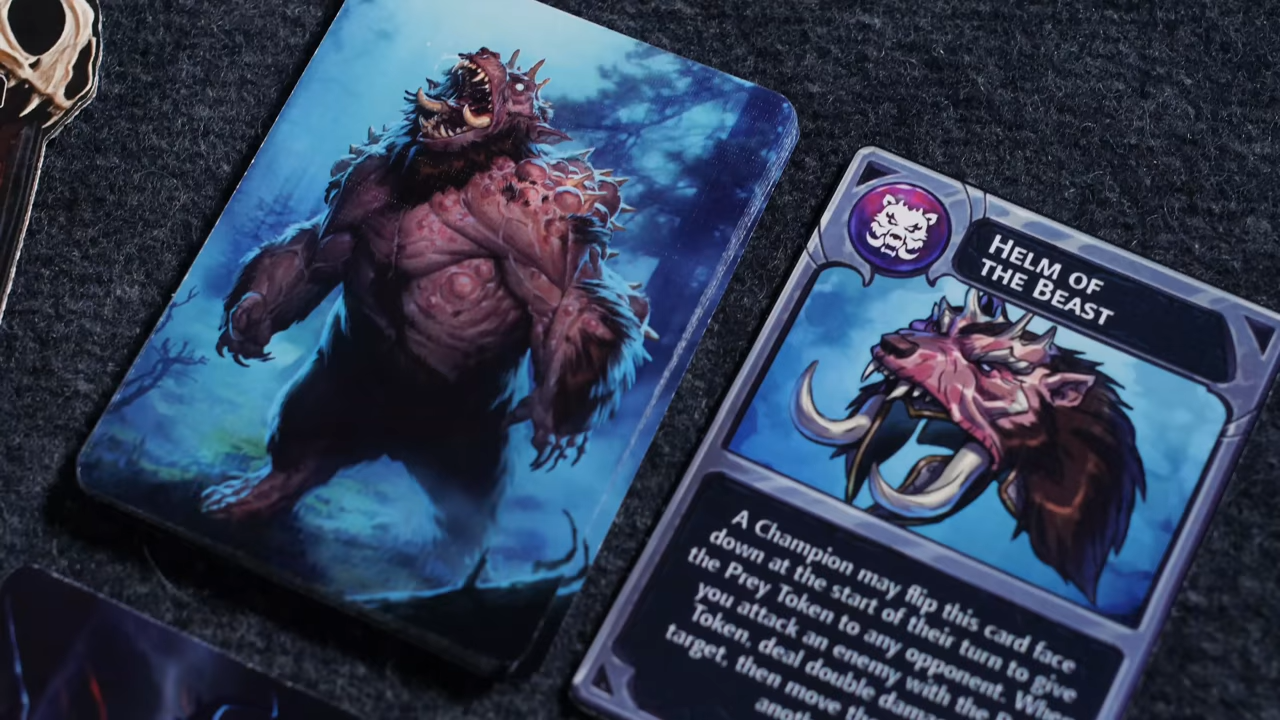 HELM OF
THE BEAST
A Champion may flip this card face
down at the start of their turn to give
the Prey Token to any opponent. When
you attack an enemy with the
Token, deal double
target, then move the